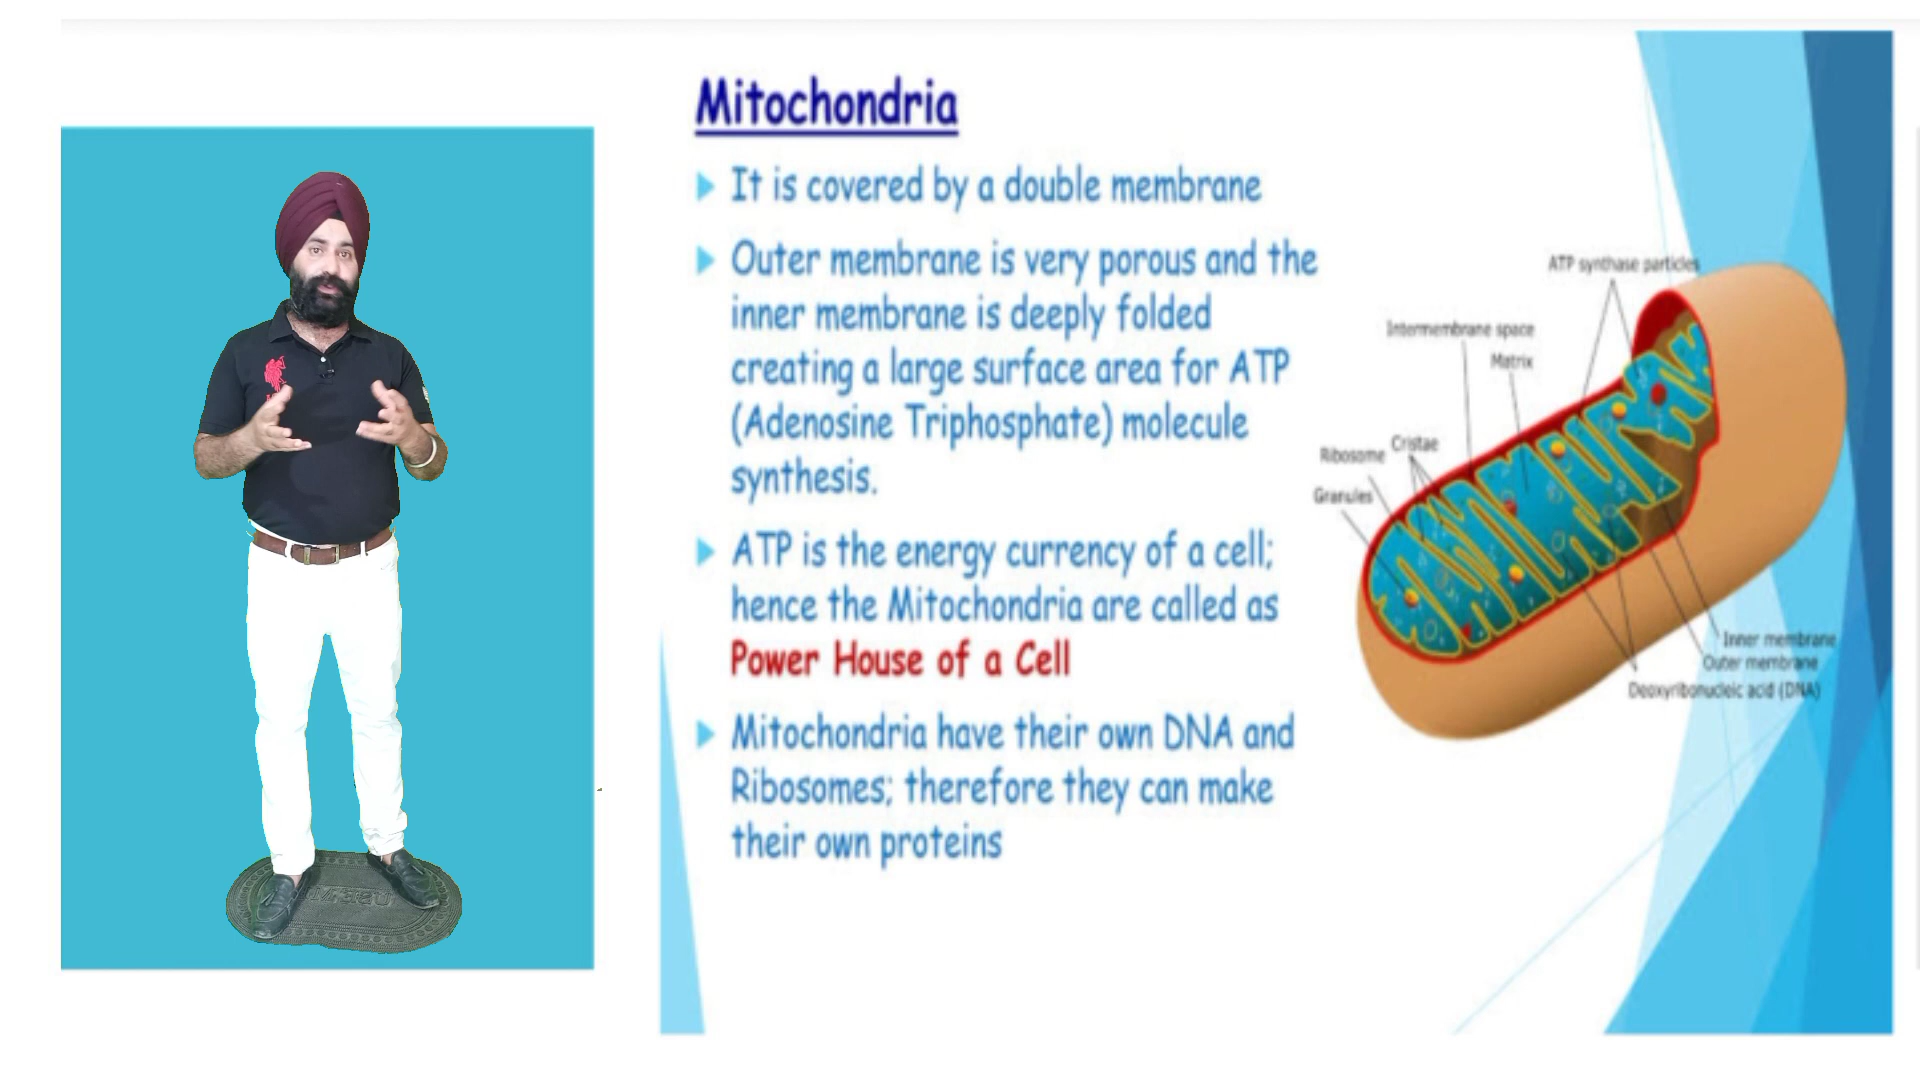 Mitochondria
It is covered by a double membrane
Outer membrane is very porous and the
inner membrane is deeply folded
creating a large surface area for ATP
(Adenosine Triphosphate) molecule
synthesis.
ATP is the energy currency of a cell;
hence the Mitochondria are called as
Power House of a Cell
Mitochondria have their own DNA and
Ribosomes; therefore they can make
their own proteins
ATP synthase particles
Intermembrane space
Matrix
Cristae
Ribosome
Granules
Inner membrane
Outer membrane
Deoxyribonucleic acid (DNA)